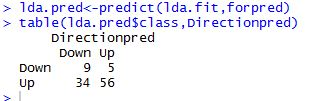 > lda.pred<-predict(lda.fit,forpred)
> table(lda.pred$class,Directionpred)
      Directionpred
       Down Up
  Down    9  5
  Up     34 56
>